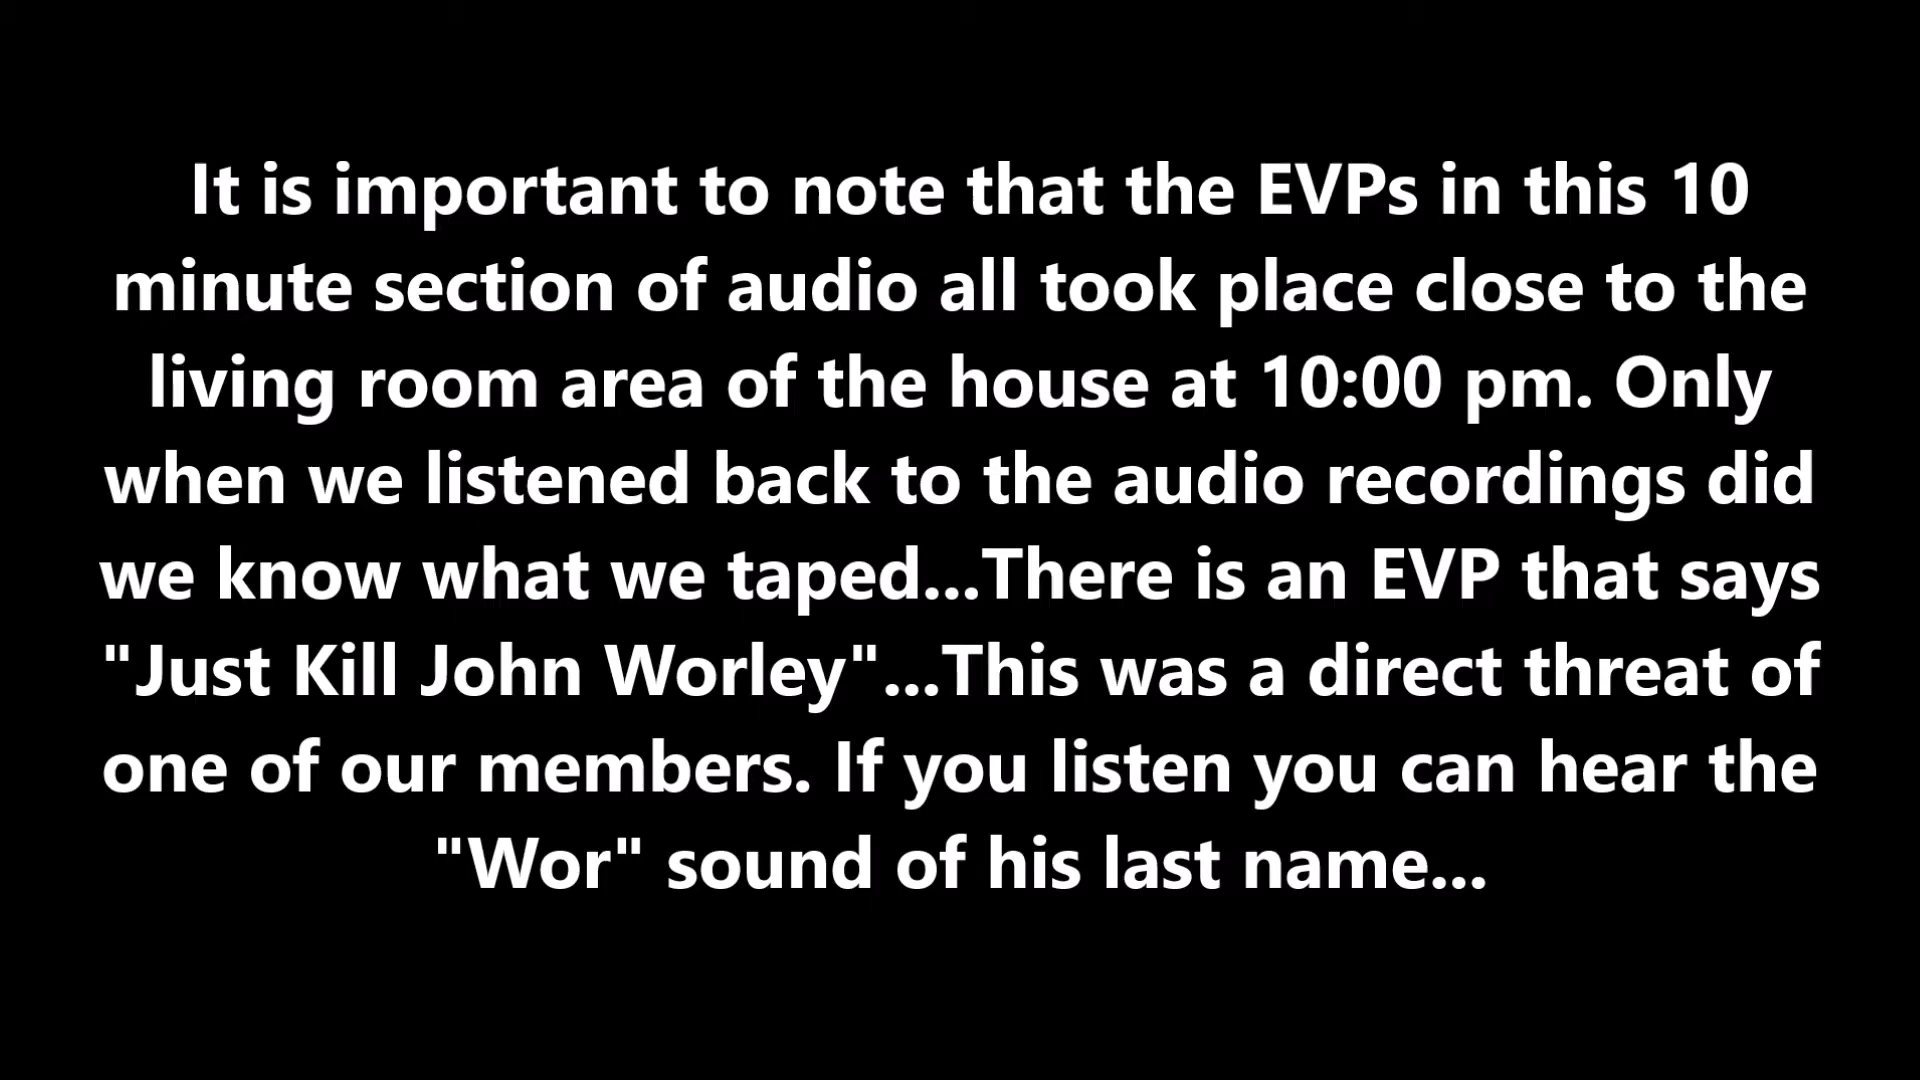 It is important to note that the EVPs in this 10
minute section of audio all took place close to the
living room area of the house at 10:00 pm. Only
when we listened back to the audio recordings did
we know what we taped...There is an EVP that says
"Just Kill John Worley"...This was a direct threat of
one of our members. If you listen you can hear the
"Wor" sound of his last name...